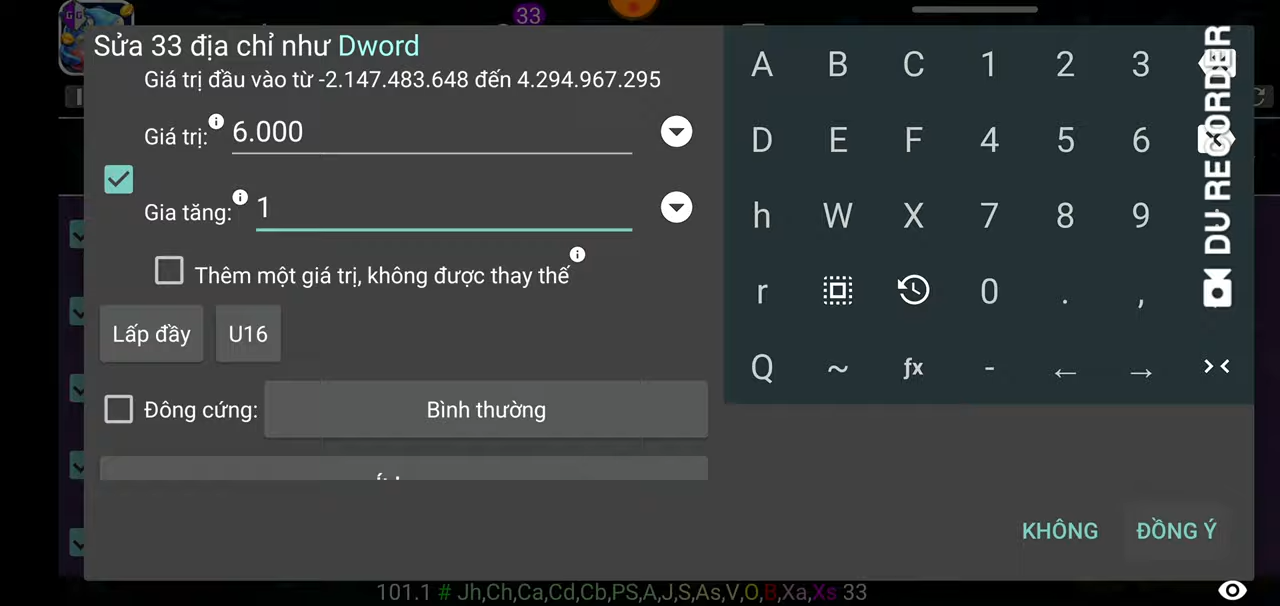 33
Sửa 33 địa chỉ như Dword
Giá trị đầu vào từ -2.147.483.648 đến 4.294.967.295
Giá trị: 6.000
Gia tăng: 1
Thêm một giá trị, không được thay thế
Lấp đầy U16
Đông cứng: Bình thường
A B C 1 2 3
D E F 4 5 6
h W X 7 8 9
r 0 . ,
Q ~ ƒx - ← →
DU RECORDER
KHÔNG ĐỒNG Ý
101.1 # Jh,Ch,Ca,Cd,Cb,PS,A,J,S,As,V,O,B,Xa,Xs 33